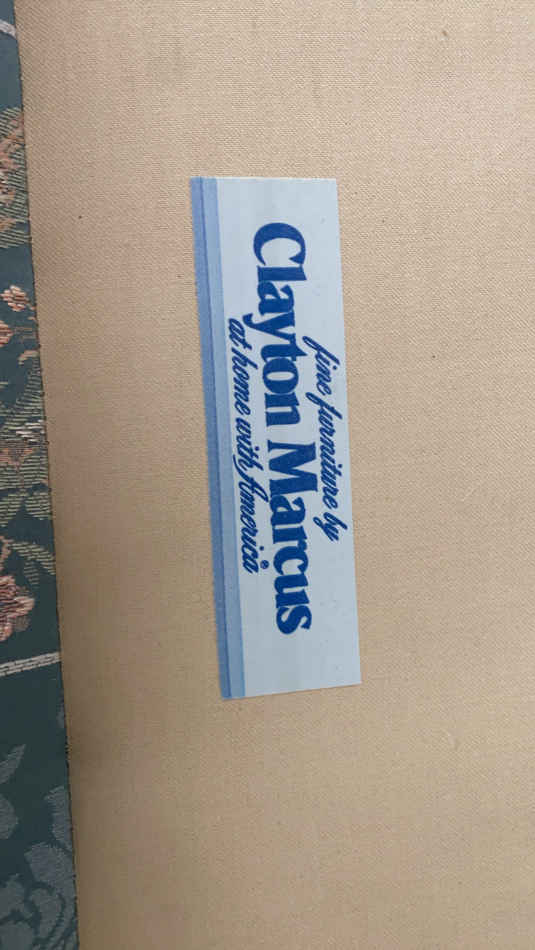 fine furniture by
Clayton Marcus
at home with America®